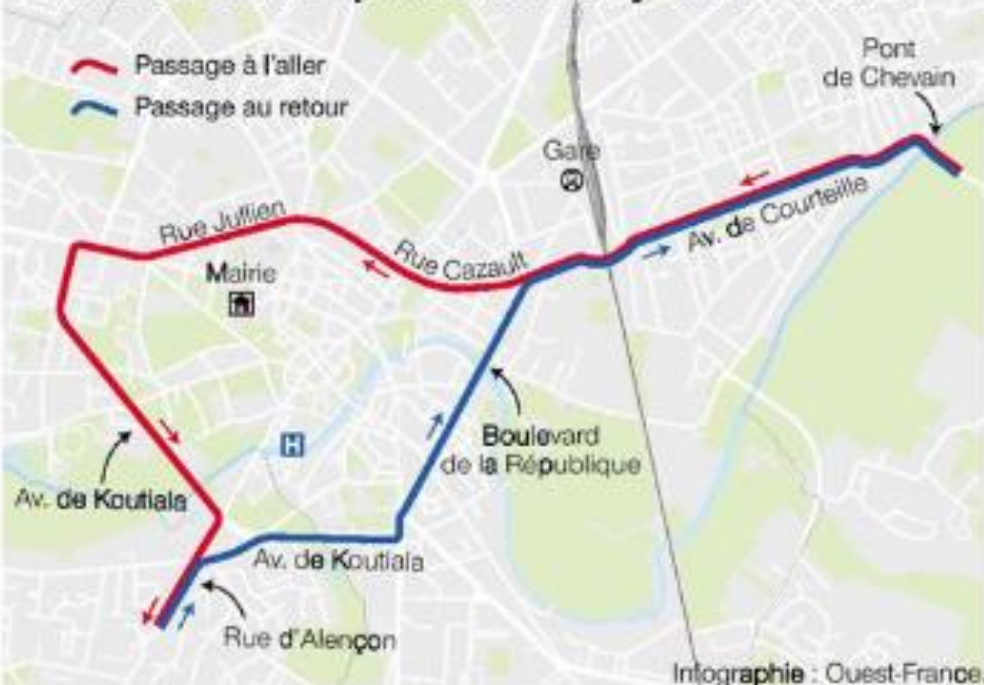 Passage à l'aller
Passage au retour
Pont
de Chevain
Gare
Av. de Courteille
Rue Jullien
Rue Cazault
Mairie
H
Boulevard
de la République
Av. de Koutiala
Av. de Koutiala
Rue d'Alençon
Infographie : Ouest-France.